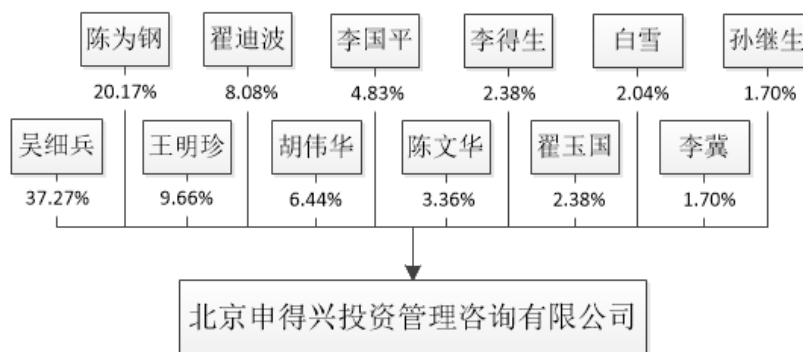 陈为钢 翟迪波 李国平 李得生 白雪 孙继生
20.17% 8.08% 4.83% 2.38% 2.04% 1.70%
吴细兵 王明珍 胡伟华 陈文华 翟玉国 李冀
37.27% 9.66% 6.44% 3.36% 2.38% 1.70%
北京申得兴投资管理咨询有限公司